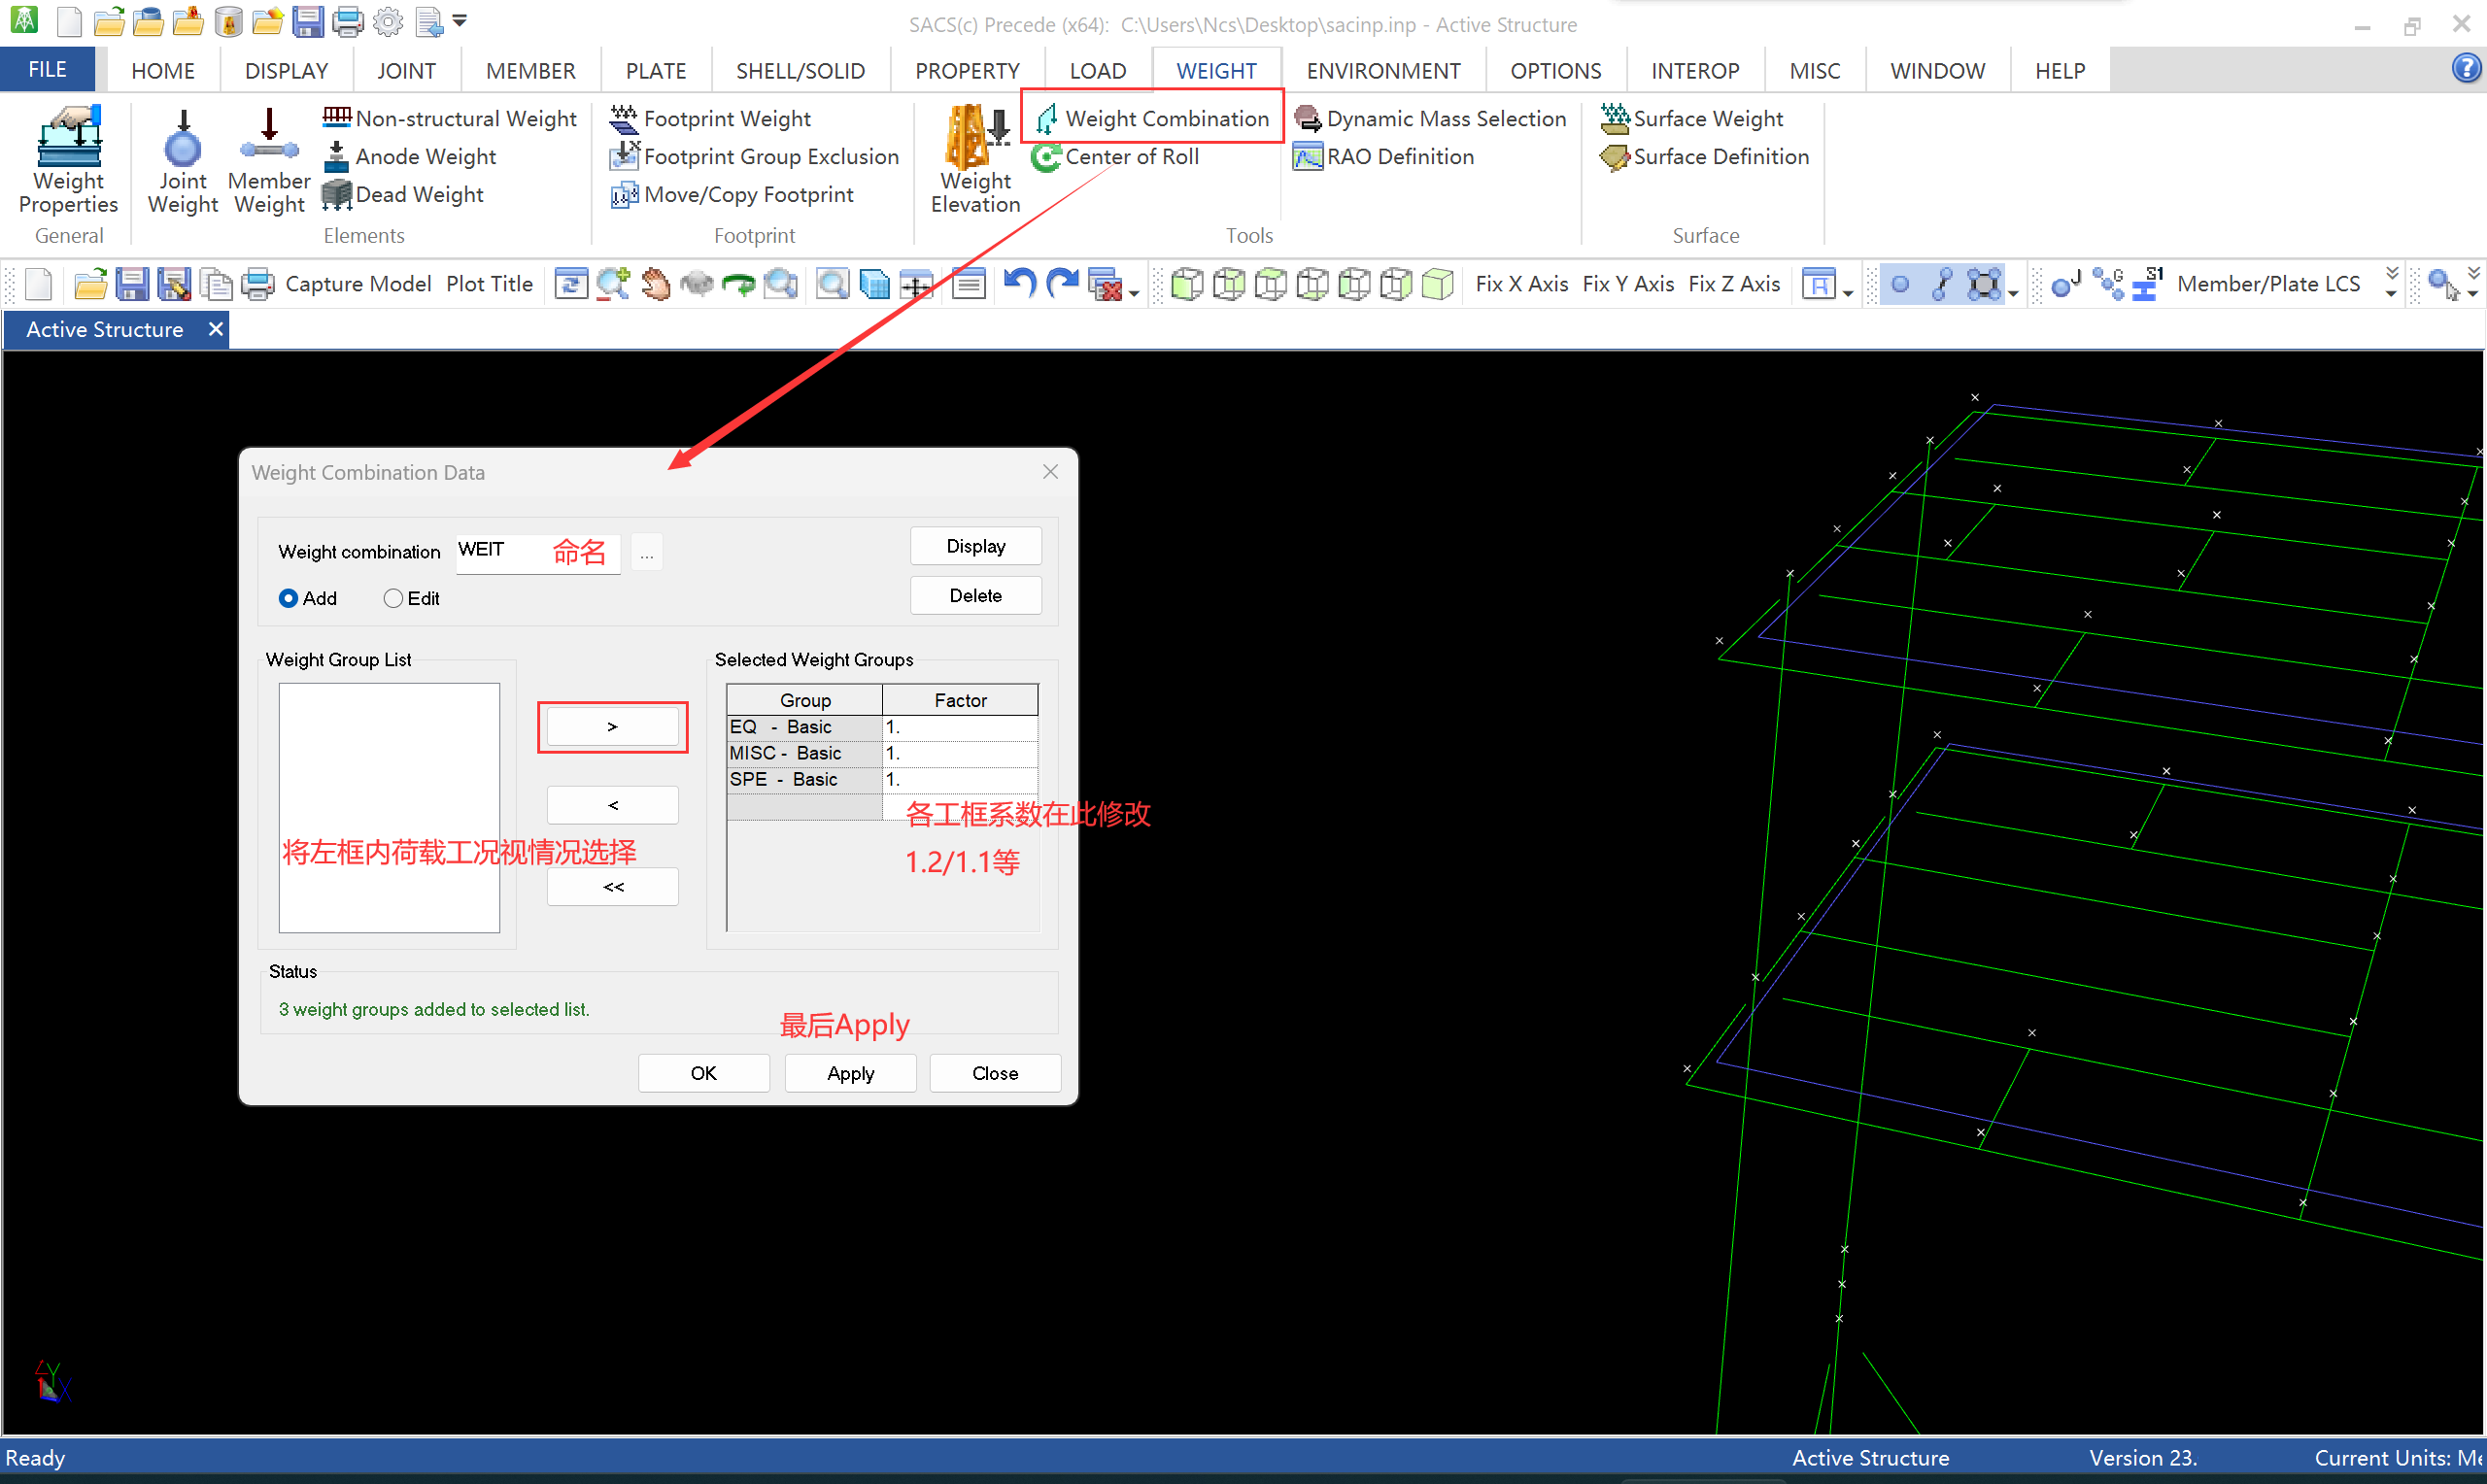 SACS(c) Precede (x64): C:\Users\Ncs\Desktop\sacinp.inp - Active Structure
FILE HOME DISPLAY JOINT MEMBER PLATE SHELL/SOLID PROPERTY LOAD WEIGHT ENVIRONMENT OPTIONS INTEROP MISC WINDOW HELP
Weight Properties
General
Joint Weight
Member Weight
Non-structural Weight
Anode Weight
Dead Weight
Elements
Footprint Weight
Footprint Group Exclusion
Move/Copy Footprint
Footprint
Weight Elevation
Weight Combination
Center of Roll
Dynamic Mass Selection
RAO Definition
Tools
Surface Weight
Surface Definition
Surface
Capture Model Plot Title Fix X Axis Fix Y Axis Fix Z Axis Member/Plate LCS
Active Structure
Weight Combination Data
Weight combination WEIT 命名 ... Display
Add Edit Delete
Weight Group List
Selected Weight Groups
Group Factor
> EQ - Basic 1.
MISC - Basic 1.
SPE - Basic 1.
<
各工框系数在此修改
将左框内荷载工况视情况选择
1.2/1.1等
<<
Status
3 weight groups added to selected list.
最后Apply
OK Apply Close
Z Y X
Ready Active Structure Version 23. Current Units: